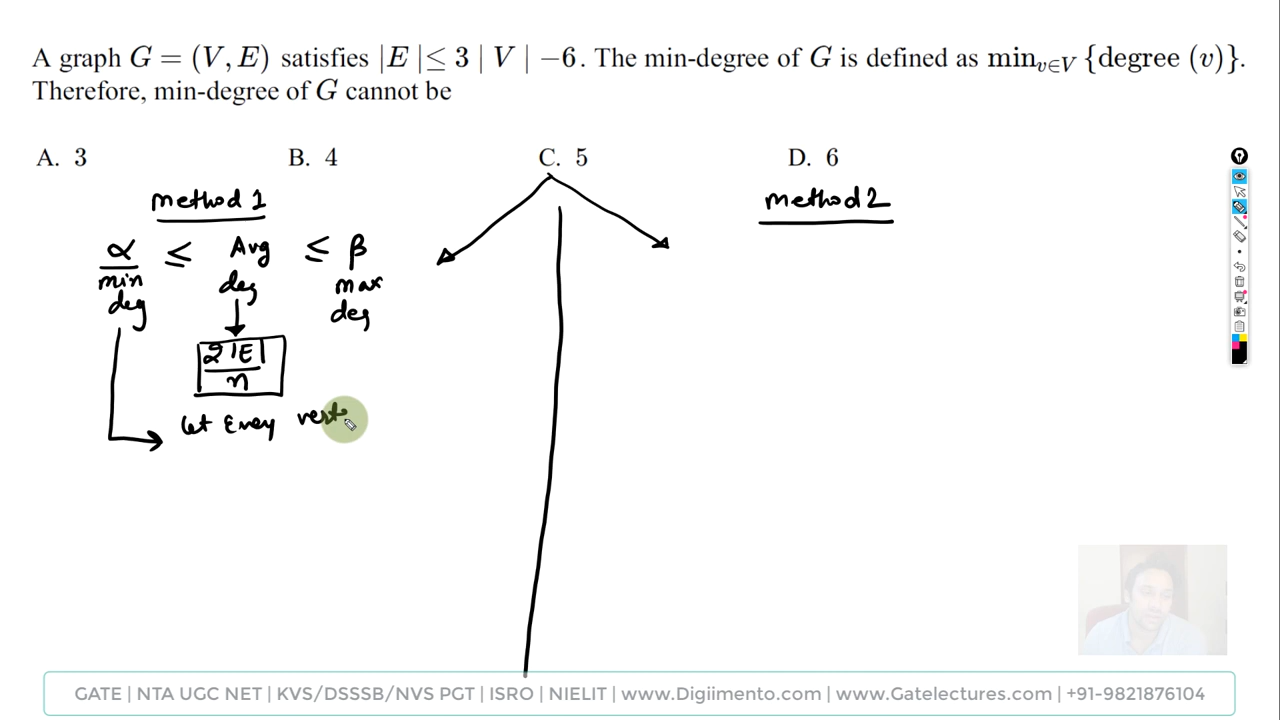 A graph G = (V, E) satisfies |E |≤ 3 | V | −6. The min-degree of G is defined as min_{v∈V} {degree (v)}.
Therefore, min-degree of G cannot be
A. 3 B. 4 C. 5 D. 6
method 1
α ≤ Avg ≤ β
min deg max
deg deg
2|E|
n
let Every verte
method 2
GATE | NTA UGC NET | KVS/DSSSB/NVS PGT | ISRO | NIELIT | www.Digiimento.com | www.Gatelectures.com | +91-9821876104